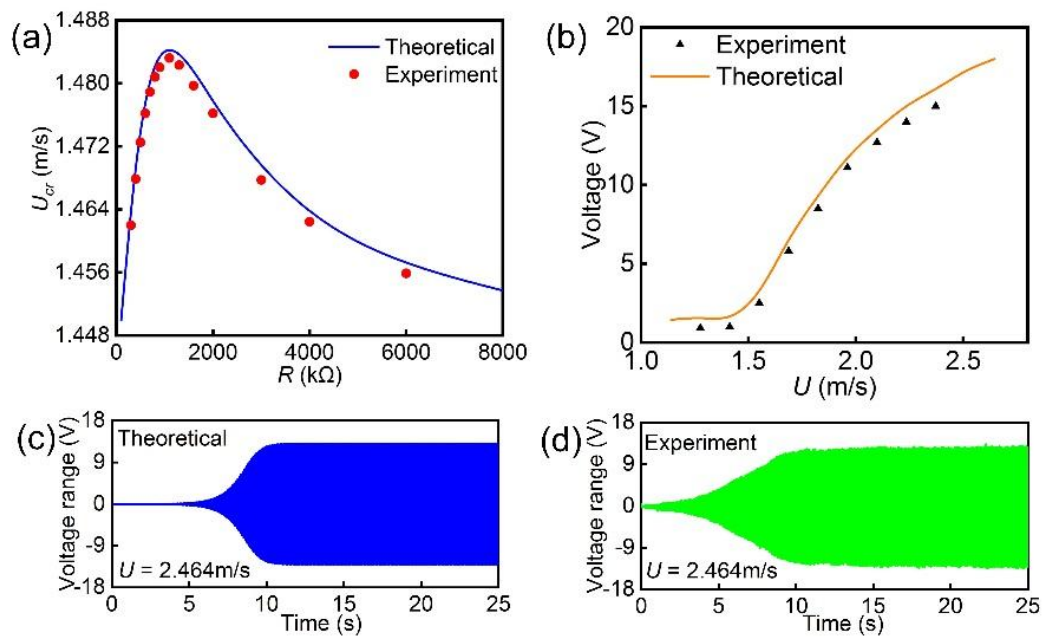 (a)
1.488
1.480
1.472
1.464
1.456
1.448
U_cr (m/s)
Theoretical
Experiment
0
2000
4000
6000
8000
R (kΩ)
(b)
20
15
10
5
0
Voltage (V)
Experiment
Theoretical
1.0
1.5
2.0
2.5
U (m/s)
(c)
18
9
0
-9
-18
Voltage range (V)
Theoretical
U = 2.464m/s
0
5
10
15
20
25
Time (s)
(d)
18
9
0
-9
-18
Voltage range (V)
Experiment
U = 2.464m/s
0
5
10
15
20
25
Time (s)